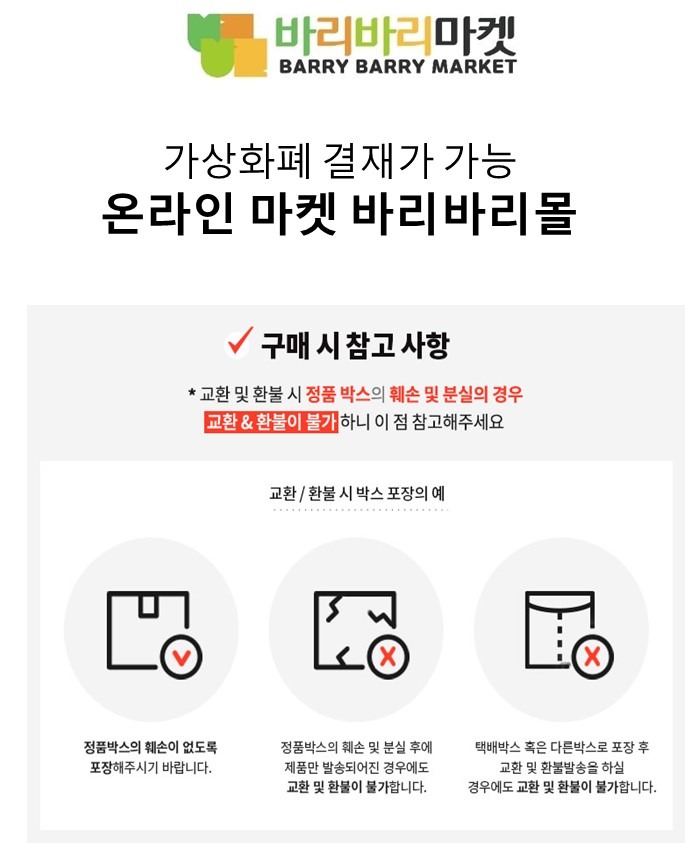 바리바리마켓
BARRY BARRY MARKET
가상화폐 결재가 가능
온라인 마켓 바리바리몰
구매 시 참고 사항
* 교환 및 환불 시 정품 박스의 훼손 및 분실의 경우
교환 & 환불이 불가하니 이 점 참고해주세요
교환 / 환불 시 박스 포장의 예
정품박스의 훼손이 없도록
포장해주시기 바랍니다.
정품박스의 훼손 및 분실 후에
제품만 발송되어진 경우에도
교환 및 환불이 불가합니다.
택배박스 혹은 다른박스로 포장 후
교환 및 환불발송을 하실
경우에도 교환 및 환불이 불가합니다.